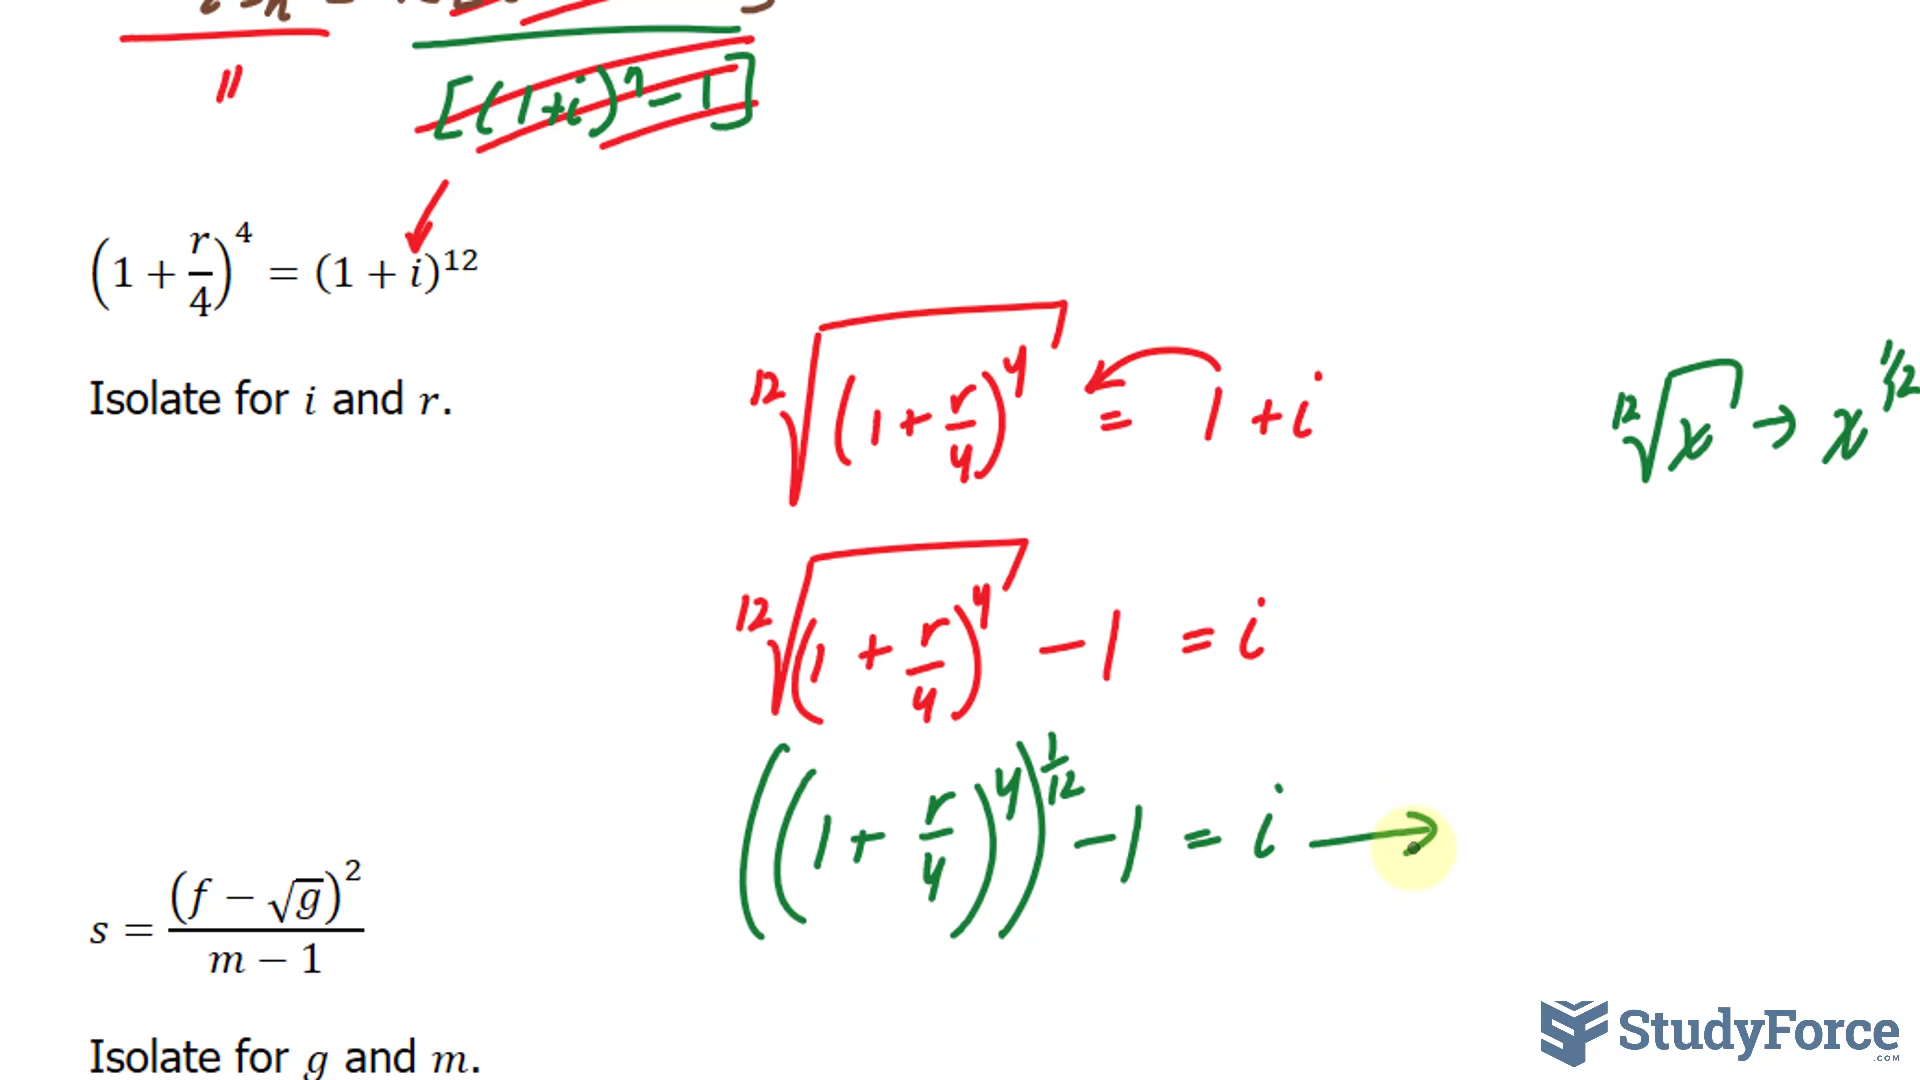 [(1+i)^n − 1]
(1 + r/4)^4 = (1 + i)^12
Isolate for i and r.
12√((1 + r/4)^4) = 1 + i
12√x → x^1/12
12√((1 + r/4)^4) − 1 = i
((1 + r/4)^4)^1/12 − 1 = i →
s = (f − √g)^2 / (m − 1)
Isolate for g and m.
StudyForce
.COM